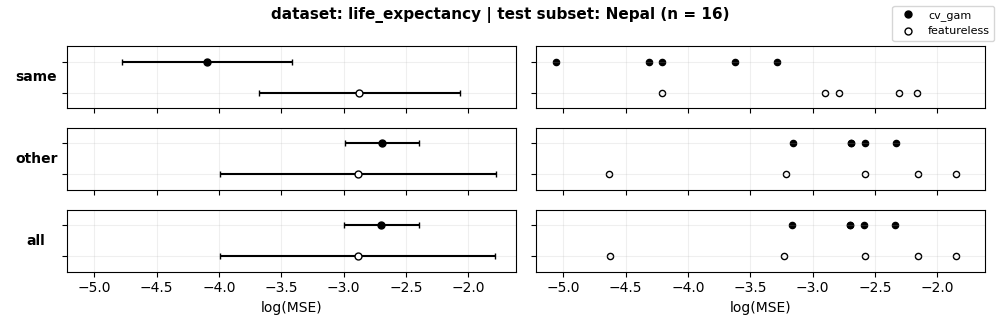 dataset: life_expectancy | test subset: Nepal (n = 16)
cv_gam
featureless
same
other
all
−5.0 −4.5 −4.0 −3.5 −3.0 −2.5 −2.0
−5.0 −4.5 −4.0 −3.5 −3.0 −2.5 −2.0
log(MSE)
log(MSE)